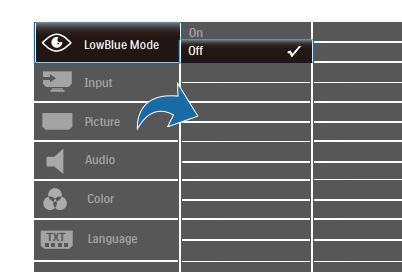 LowBlue Mode
On
Off
Input
Picture
Audio
Color
TXT
Language